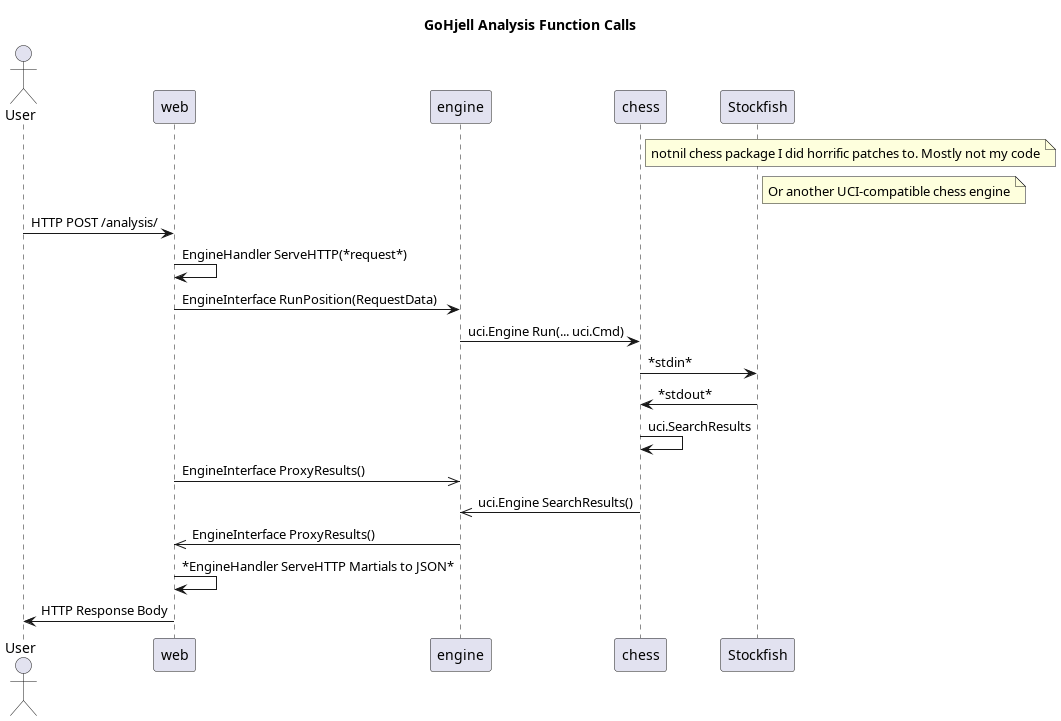 GoHjell Analysis Function Calls
User
web
engine
chess
Stockfish
notnil chess package I did horrific patches to. Mostly not my code
Or another UCI-compatible chess engine
HTTP POST /analysis/
EngineHandler ServeHTTP(*request*)
EngineInterface RunPosition(RequestData)
uci.Engine Run(... uci.Cmd)
*stdin*
*stdout*
uci.SearchResults
EngineInterface ProxyResults()
uci.Engine SearchResults()
EngineInterface ProxyResults()
*EngineHandler ServeHTTP Martials to JSON*
HTTP Response Body
User
web
engine
chess
Stockfish